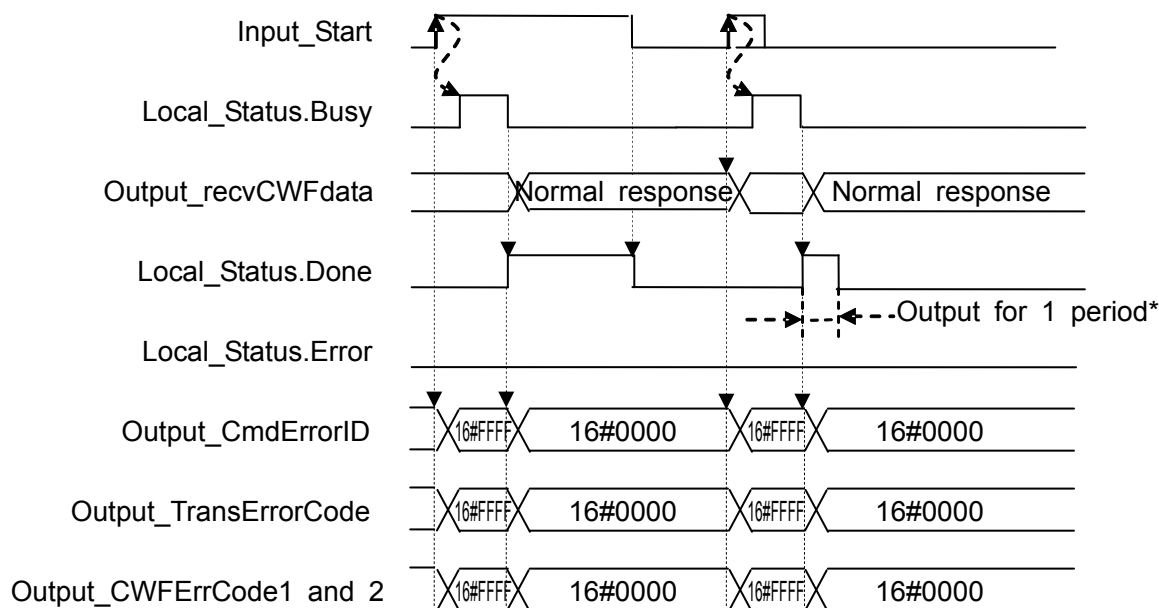 Input_Start
Local_Status.Busy
Output_recvCWFdata Normal response Normal response
Local_Status.Done
Output for 1 period*
Local_Status.Error
Output_CmdErrorID 16#FFFF 16#0000 16#FFFF 16#0000
Output_TransErrorCode 16#FFFF 16#0000 16#FFFF 16#0000
Output_CWFErrCode1 and 2 16#FFFF 16#0000 16#FFFF 16#0000